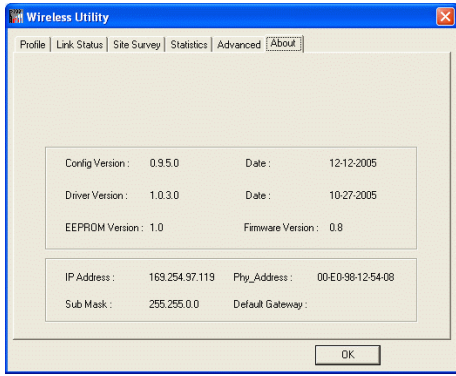 Wireless Utility
Profile Link Status Site Survey Statistics Advanced About
Config Version : 0.9.5.0 Date : 12-12-2005
Driver Version : 1.0.3.0 Date : 10-27-2005
EEPROM Version : 1.0 Firmware Version : 0.8
IP Address : 169.254.97.119 Phy_Address : 00-E0-98-12-54-08
Sub Mask : 255.255.0.0 Default Gateway :
OK